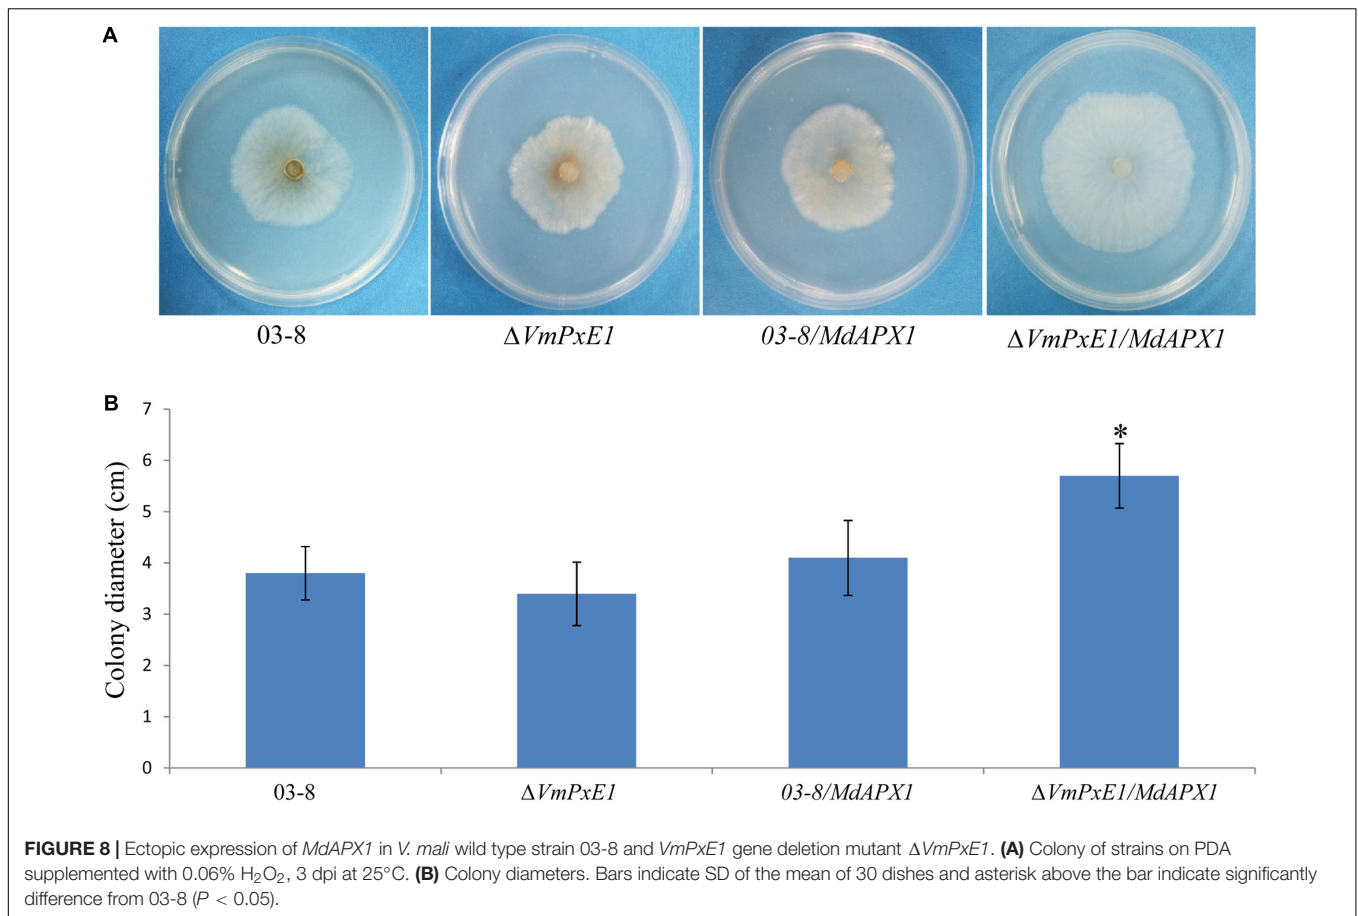 A
03-8
ΔVmPxE1
03-8/MdAPX1
ΔVmPxE1/MdAPX1
B
Colony diameter (cm)
7
6
5
4
3
2
1
0
*
03-8
ΔVmPxE1
03-8/MdAPX1
ΔVmPxE1/MdAPX1
FIGURE 8 | Ectopic expression of MdAPX1 in V. mali wild type strain 03-8 and VmPxE1 gene deletion mutant ΔVmPxE1. (A) Colony of strains on PDA
supplemented with 0.06% H₂O₂, 3 dpi at 25°C. (B) Colony diameters. Bars indicate SD of the mean of 30 dishes and asterisk above the bar indicate significantly
difference from 03-8 (P < 0.05).